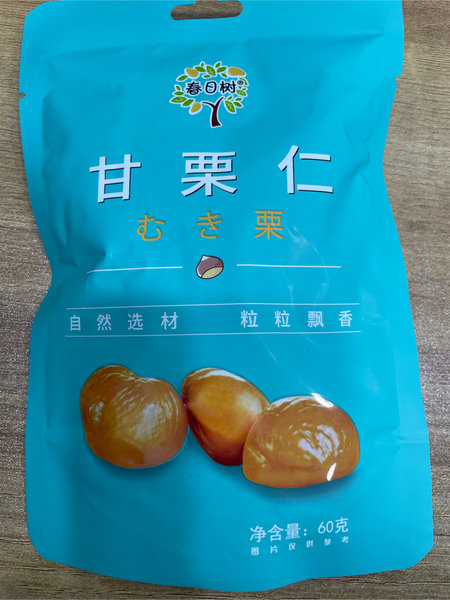 春日树®
甘栗仁
むき栗
自然选材 粒粒飘香
净含量：60克
图片仅供参考